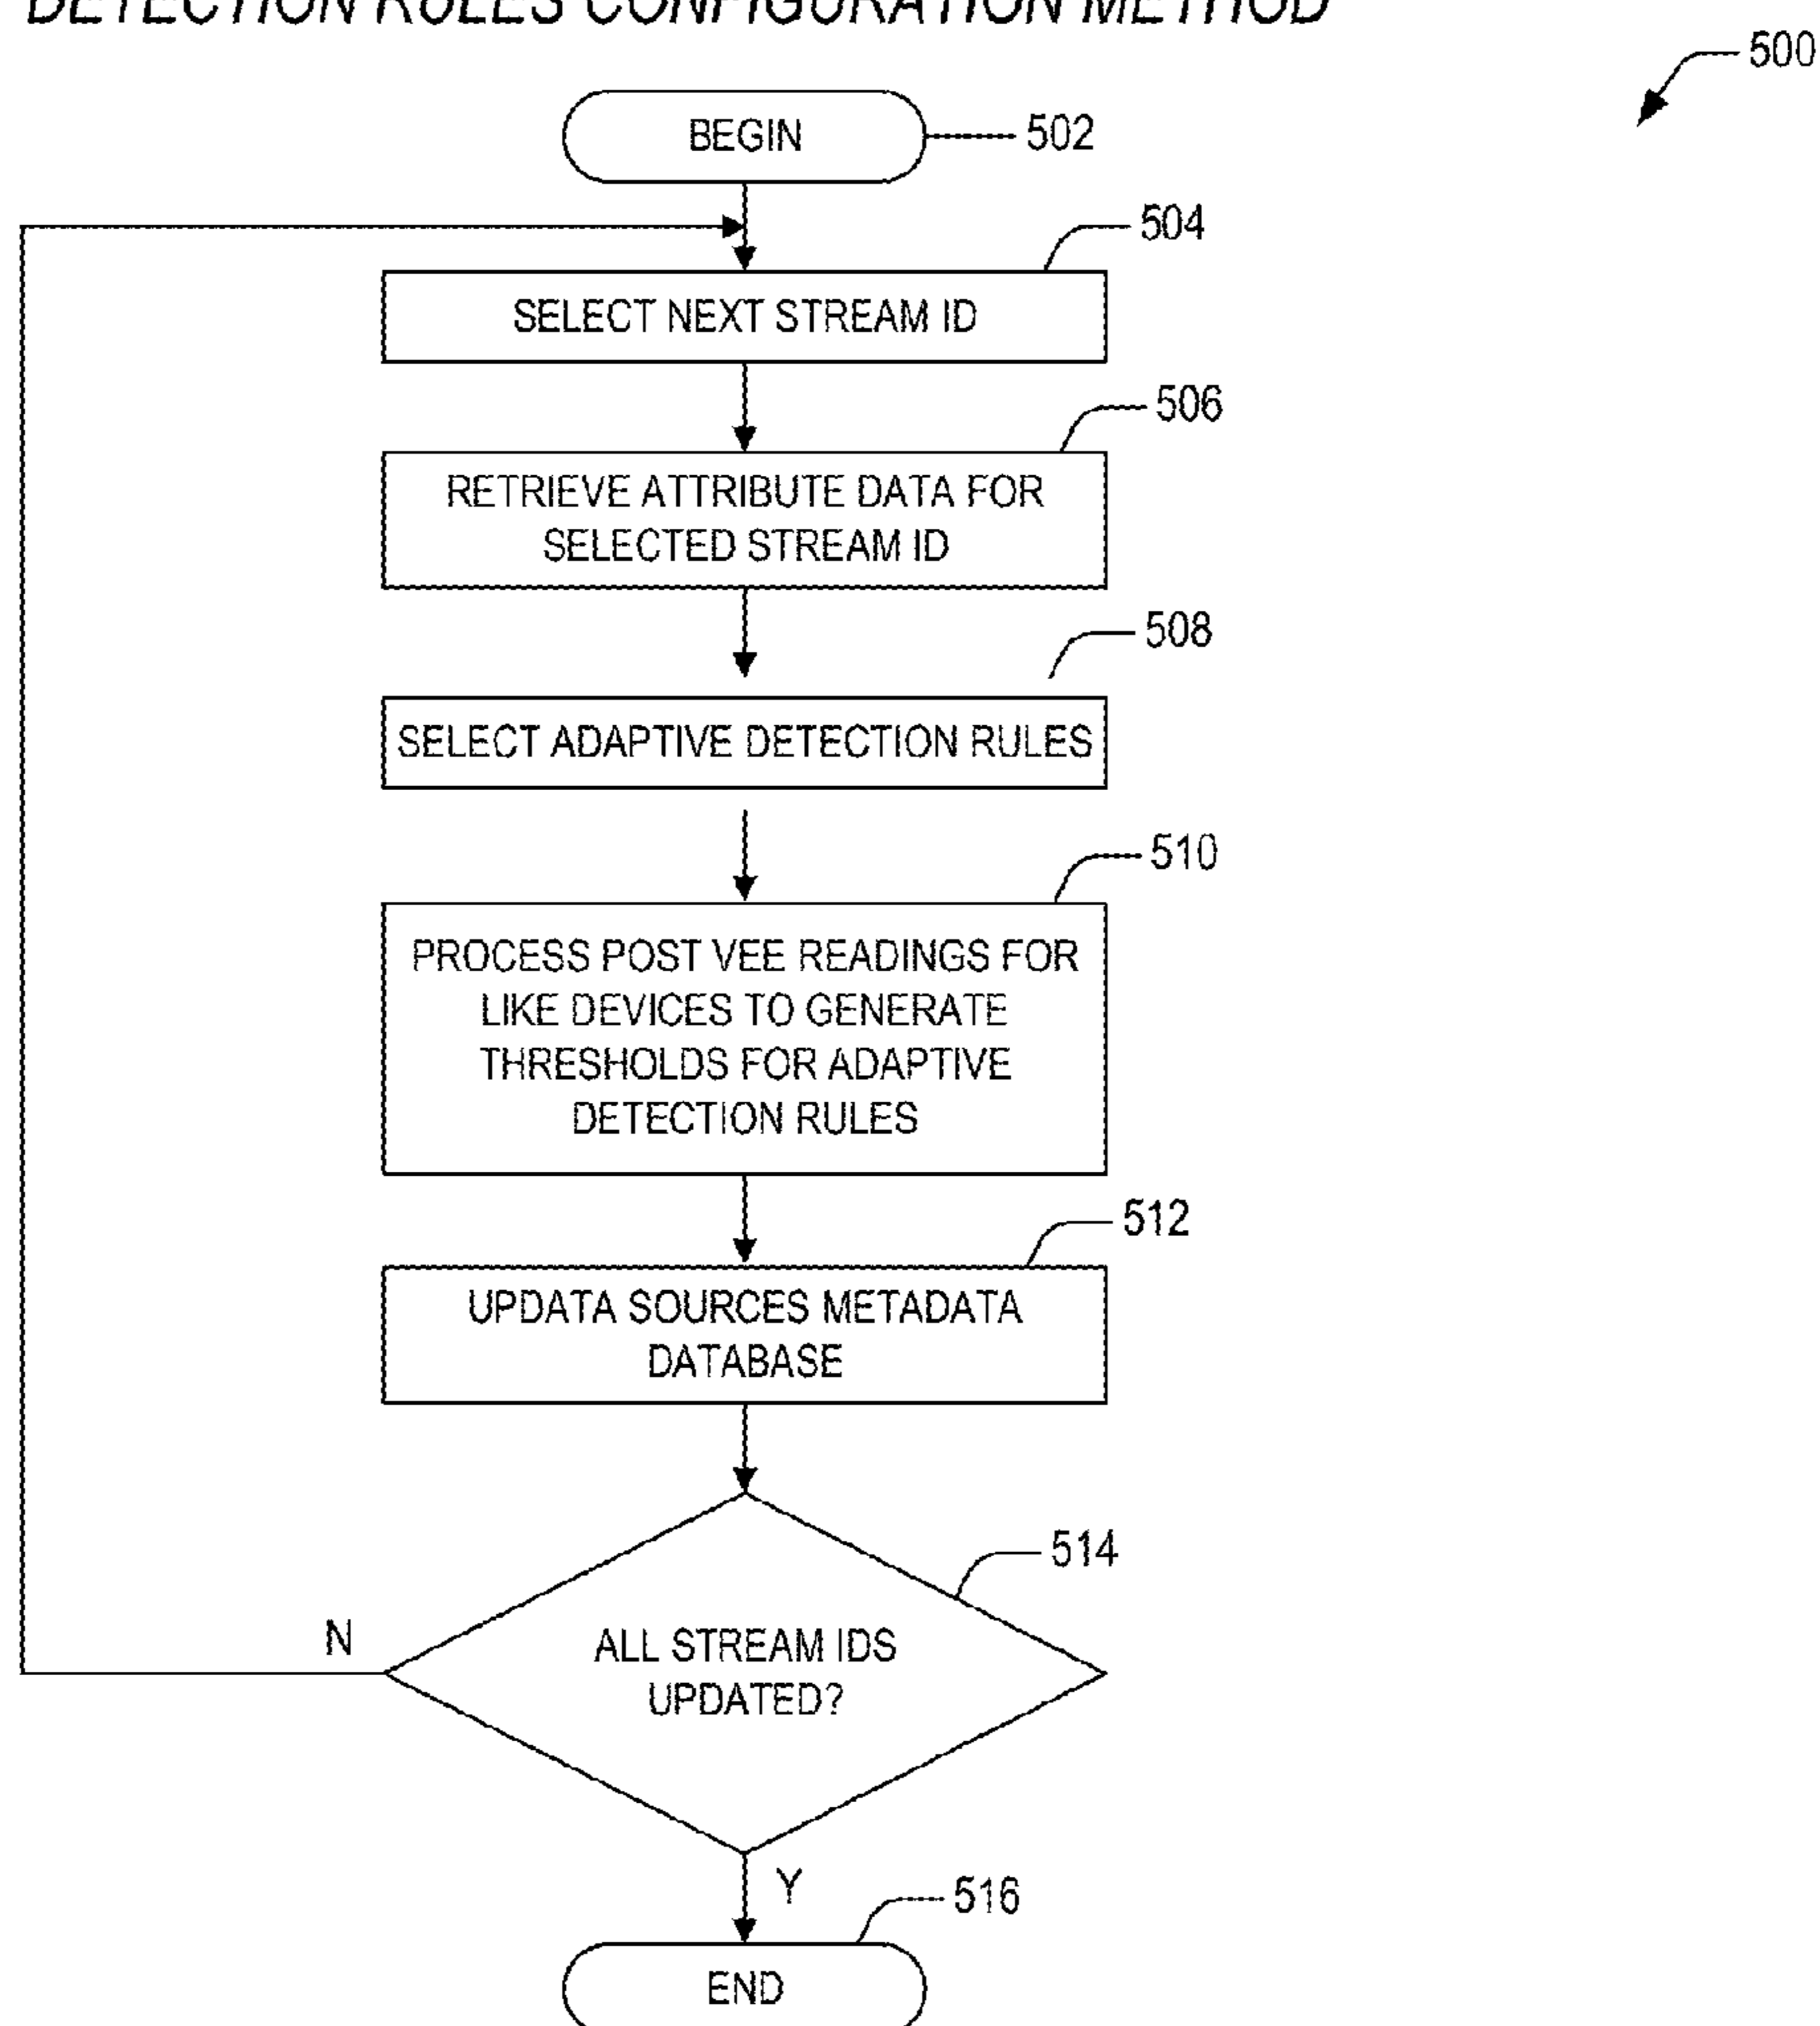 DETECTION RULES CONFIGURATION METHOD
500
BEGIN
502
504
SELECT NEXT STREAM ID
506
RETRIEVE ATTRIBUTE DATA FOR
SELECTED STREAM ID
508
SELECT ADAPTIVE DETECTION RULES
510
PROCESS POST VEE READINGS FOR
LIKE DEVICES TO GENERATE
THRESHOLDS FOR ADAPTIVE
DETECTION RULES
512
UPDATA SOURCES METADATA
DATABASE
514
N
ALL STREAM IDS
UPDATED?
Y
516
END